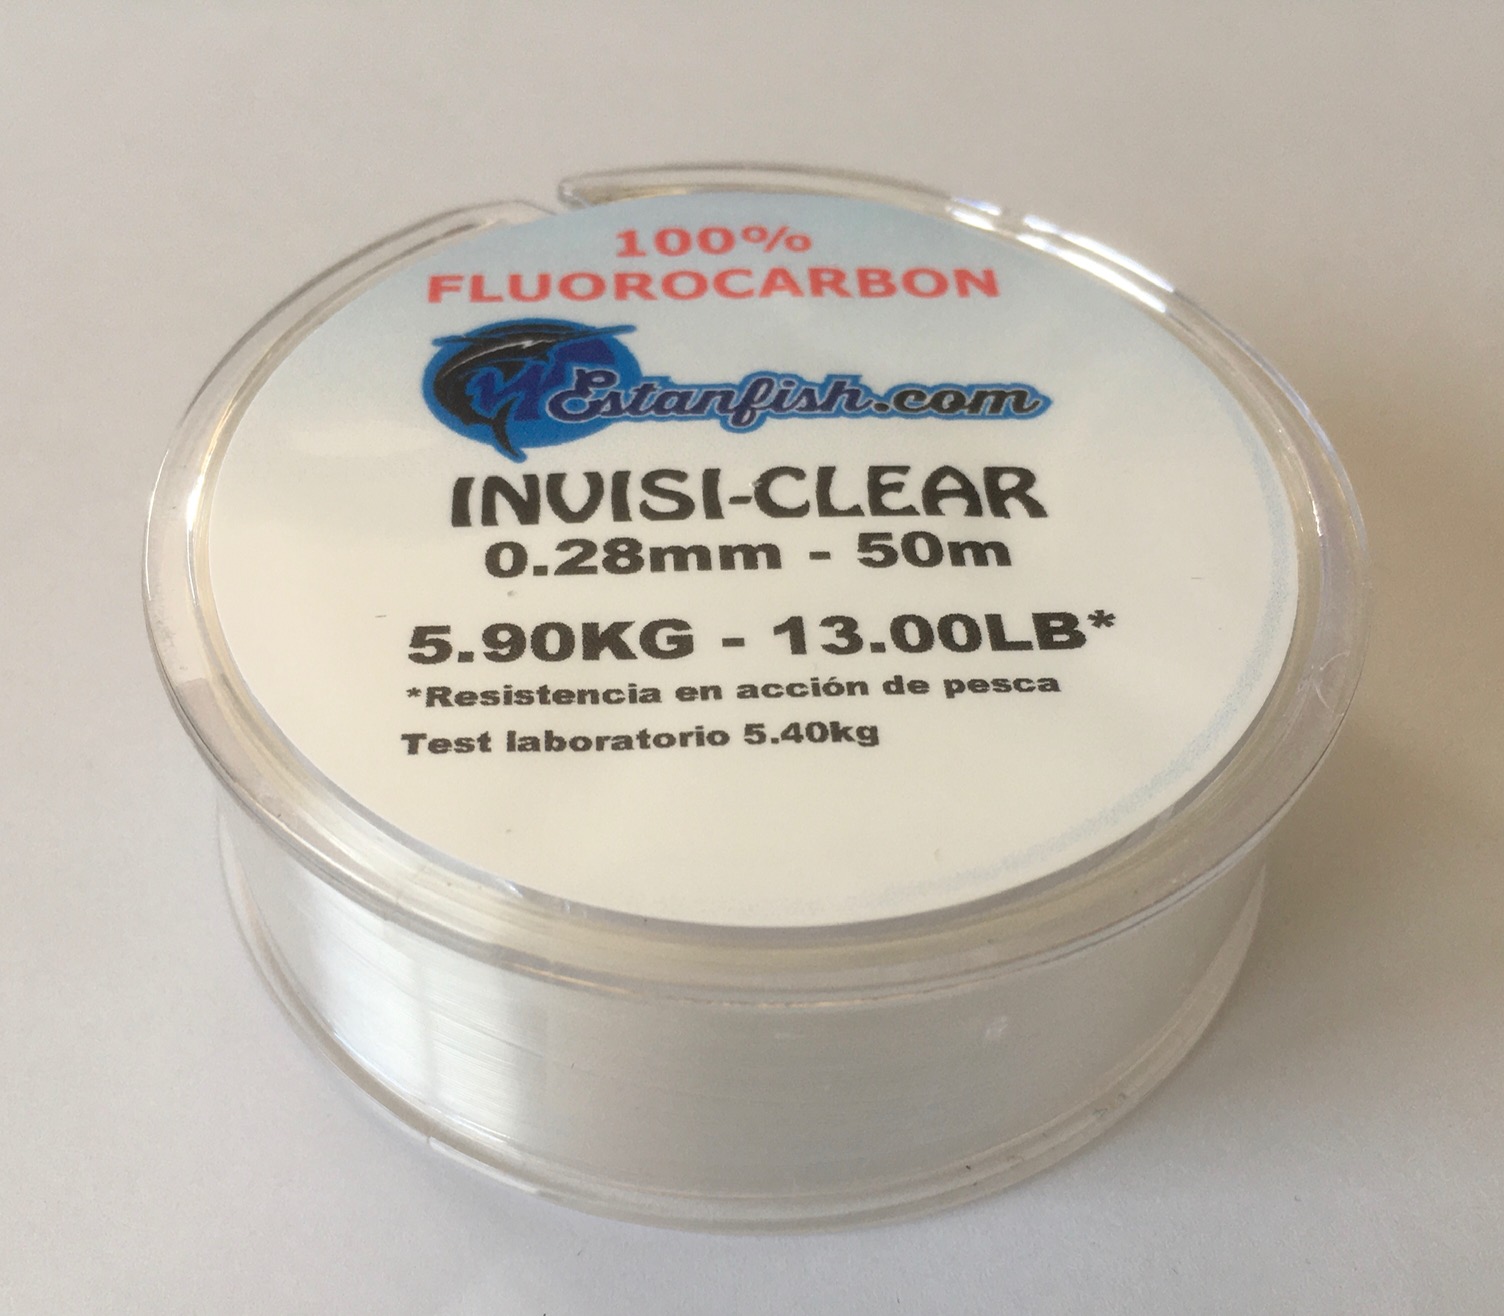 100%
FLUOROCARBON
Estanfish.com
INVISI-CLEAR
0.28mm - 50m
5.90KG - 13.00LB*
*Resistencia en acción de pesca
Test laboratorio 5.40kg